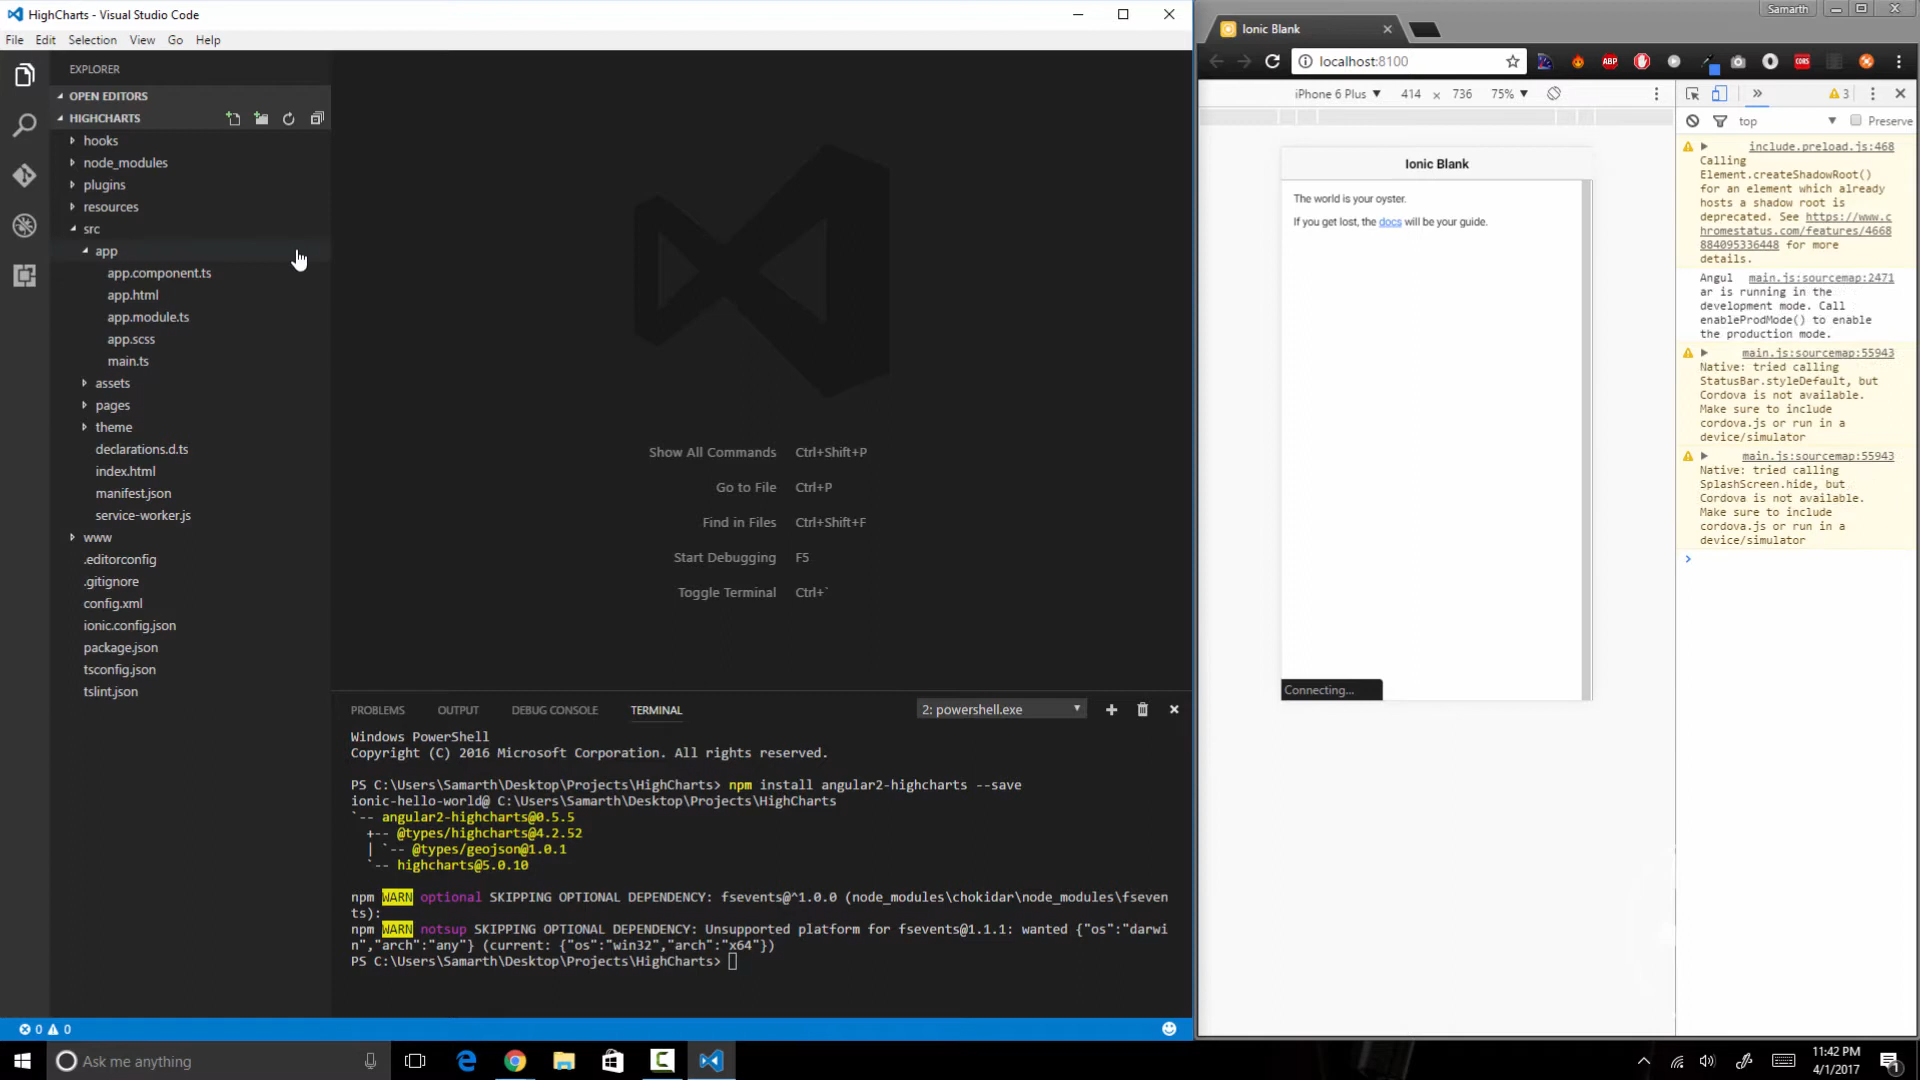 HighCharts - Visual Studio Code
File Edit Selection View Go Help
EXPLORER
OPEN EDITORS
HIGHCHARTS
hooks
node_modules
plugins
resources
src
app
app.component.ts
app.html
app.module.ts
app.scss
main.ts
assets
pages
theme
declarations.d.ts
index.html
manifest.json
service-worker.js
www
.editorconfig
.gitignore
config.xml
ionic.config.json
package.json
tsconfig.json
tslint.json
Show All Commands Ctrl+Shift+P
Go to File Ctrl+P
Find in Files Ctrl+Shift+F
Start Debugging F5
Toggle Terminal Ctrl+`
PROBLEMS OUTPUT DEBUG CONSOLE TERMINAL 2: powershell.exe
Windows PowerShell
Copyright (C) 2016 Microsoft Corporation. All rights reserved.
PS C:\Users\Samarth\Desktop\Projects\HighCharts> npm install angular2-highcharts --save
ionic-hello-world@ C:\Users\Samarth\Desktop\Projects\HighCharts
`-- angular2-highcharts@0.5.5
+-- @types/highcharts@4.2.52
| `-- @types/geojson@1.0.1
`-- highcharts@5.0.10
npm WARN optional SKIPPING OPTIONAL DEPENDENCY: fsevents@^1.0.0 (node_modules\chokidar\node_modules\fseven
ts):
npm WARN notsup SKIPPING OPTIONAL DEPENDENCY: Unsupported platform for fsevents@1.1.1: wanted {"os":"darwi
n","arch":"any"} (current: {"os":"win32","arch":"x64"})
PS C:\Users\Samarth\Desktop\Projects\HighCharts>
0 0
Samarth
Ionic Blank
localhost:8100
ABP
CORS
iPhone 6 Plus 414 × 736 75%
3
top Preserve
Ionic Blank
The world is your oyster.
If you get lost, the docs will be your guide.
Connecting...
include.preload.js:468
Calling
Element.createShadowRoot()
for an element which already
hosts a shadow root is
deprecated. See https://www.c
hromestatus.com/features/4668
884095336448 for more
details.
Angul main.js:sourcemap:2471
ar is running in the
development mode. Call
enableProdMode() to enable
the production mode.
main.js:sourcemap:55943
Native: tried calling
StatusBar.styleDefault, but
Cordova is not available.
Make sure to include
cordova.js or run in a
device/simulator
main.js:sourcemap:55943
Native: tried calling
SplashScreen.hide, but
Cordova is not available.
Make sure to include
cordova.js or run in a
device/simulator
Ask me anything
11:42 PM
4/1/2017
1